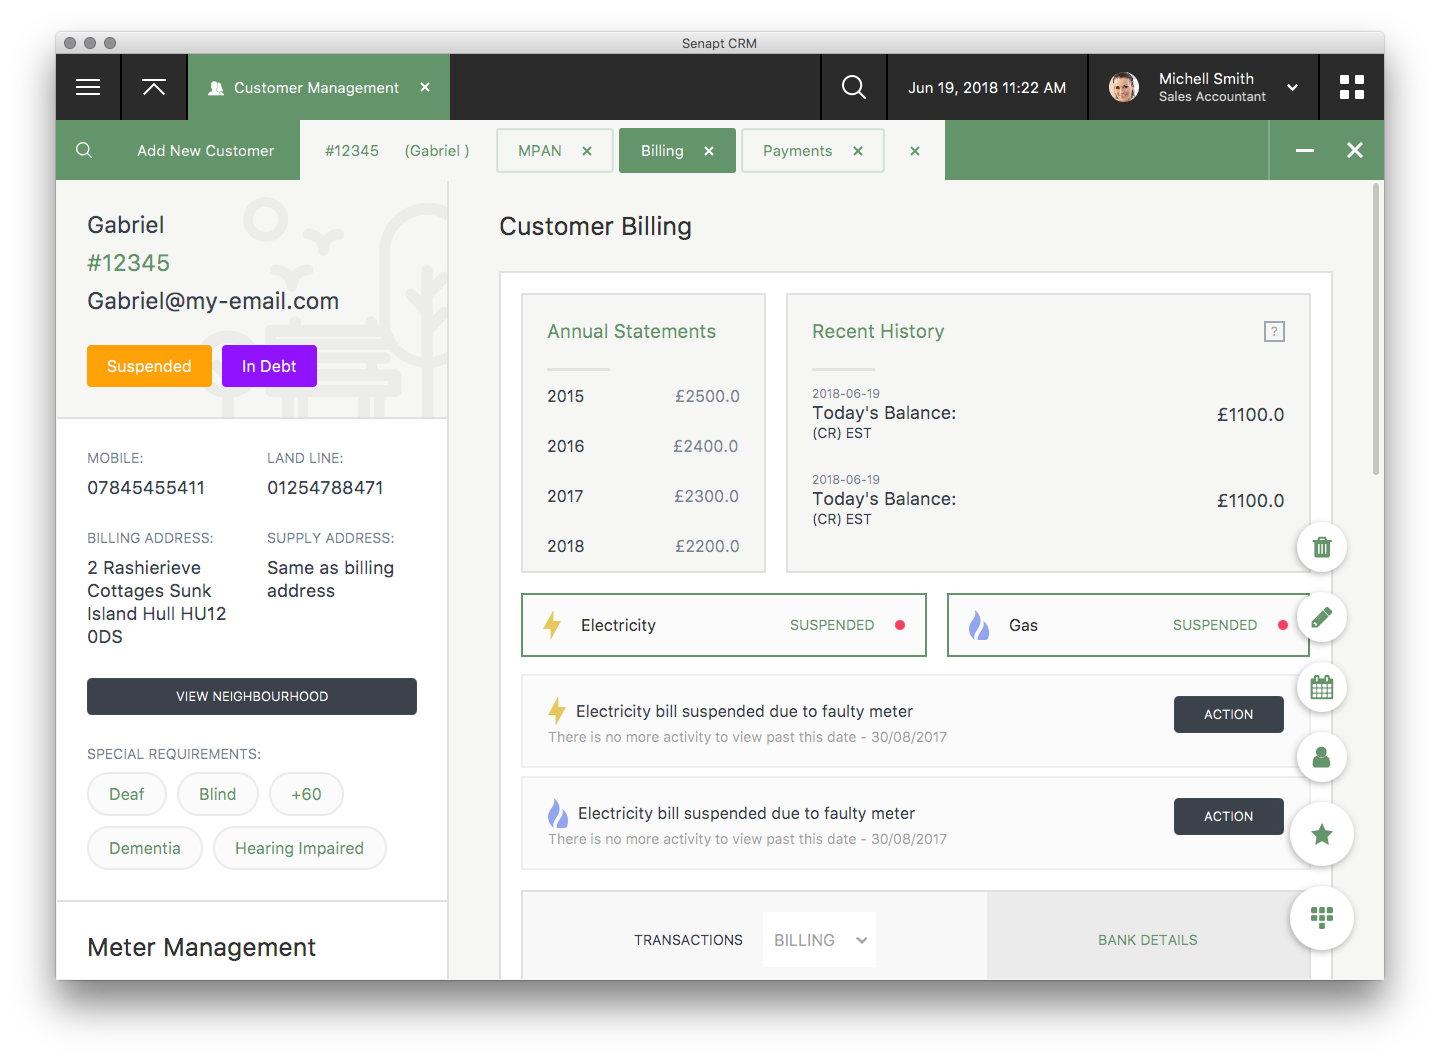 Senapt CRM
Customer Management
Jun 19, 2018 11:22 AM
Michell Smith
Sales Accountant
Add New Customer
#12345 (Gabriel )
MPAN
Billing
Payments
Gabriel
#12345
Gabriel@my-email.com
Suspended
In Debt
MOBILE:
07845455411
LAND LINE:
01254788471
BILLING ADDRESS:
2 Rashierieve
Cottages Sunk
Island Hull HU12
0DS
SUPPLY ADDRESS:
Same as billing
address
VIEW NEIGHBOURHOOD
SPECIAL REQUIREMENTS:
Deaf
Blind
+60
Dementia
Hearing Impaired
Meter Management
Customer Billing
Annual Statements
2015 £2500.0
2016 £2400.0
2017 £2300.0
2018 £2200.0
Recent History
?
2018-06-19
Today's Balance: £1100.0
(CR) EST
2018-06-19
Today's Balance: £1100.0
(CR) EST
Electricity SUSPENDED
Gas SUSPENDED
Electricity bill suspended due to faulty meter
There is no more activity to view past this date - 30/08/2017
ACTION
Electricity bill suspended due to faulty meter
There is no more activity to view past this date - 30/08/2017
ACTION
TRANSACTIONS
BILLING
BANK DETAILS